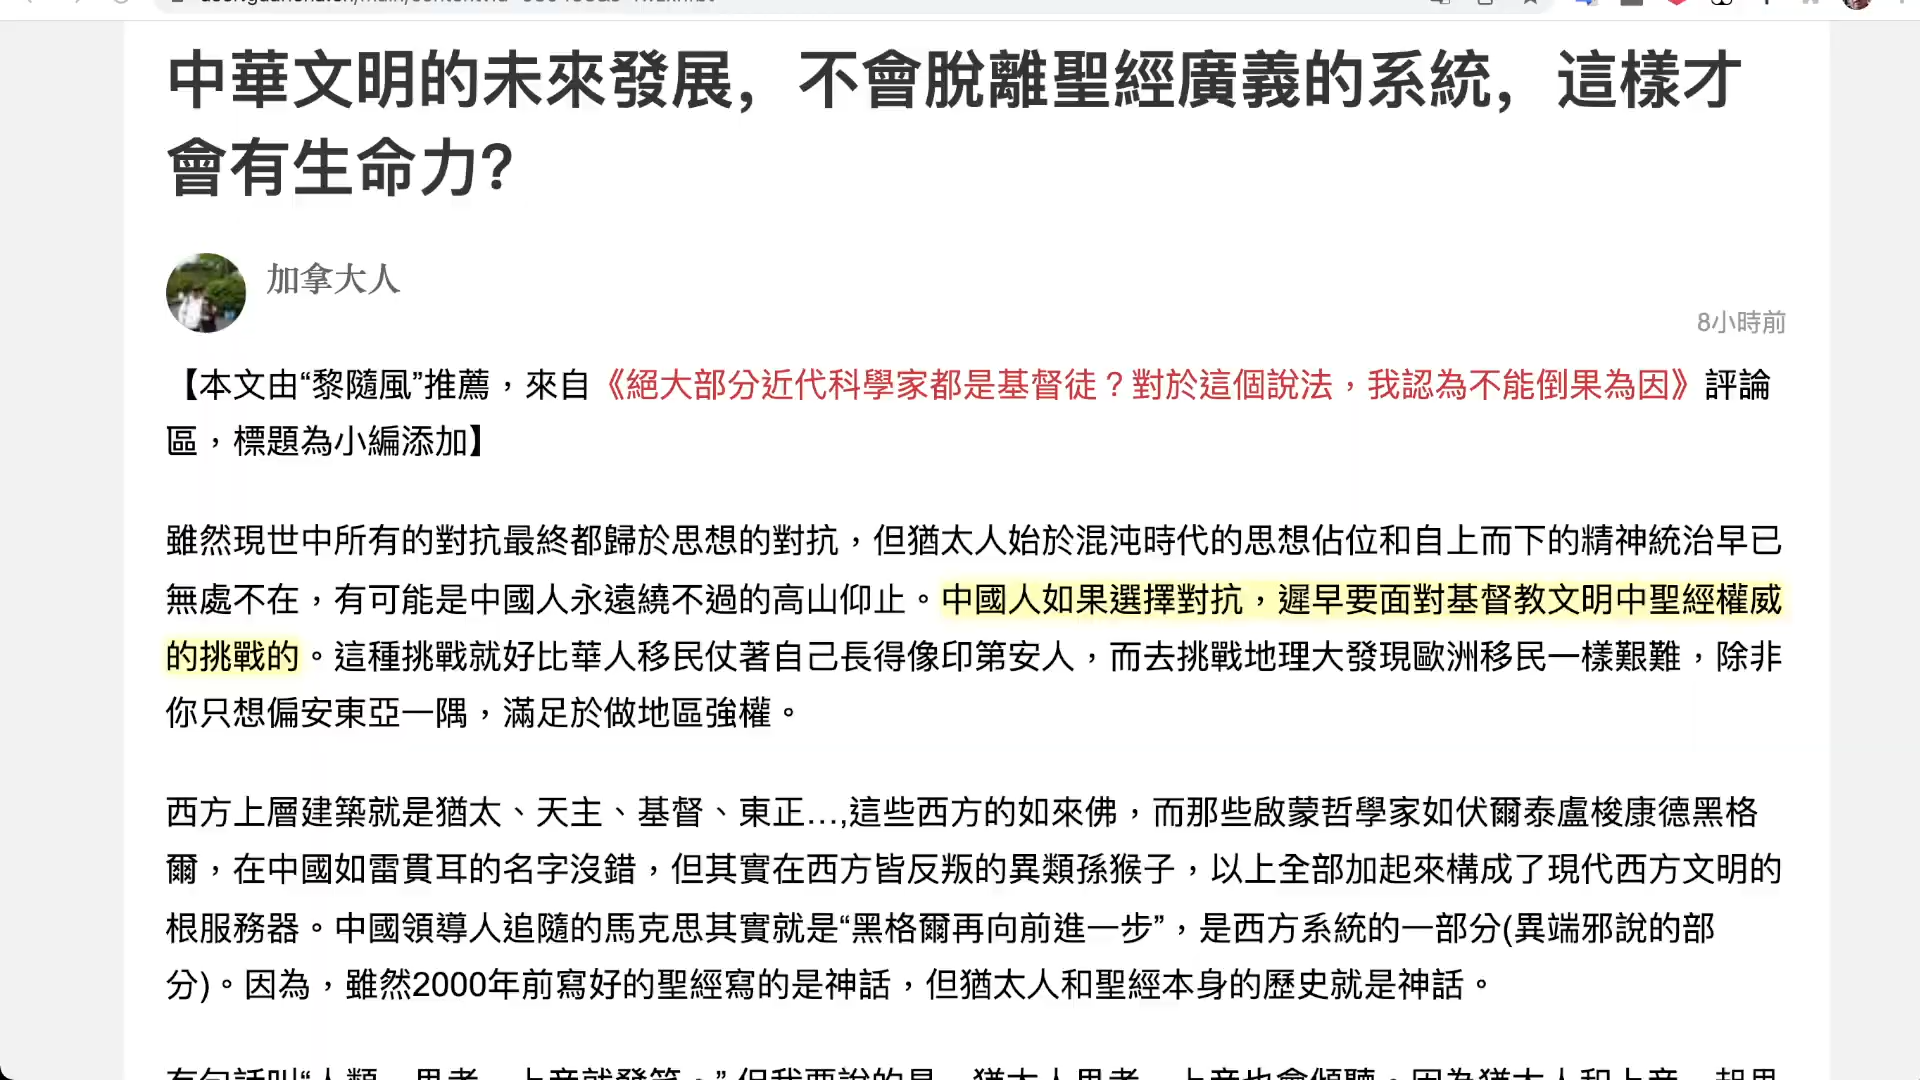 中華文明的未來發展，不會脫離聖經廣義的系統，這樣才
會有生命力?
加拿大人
8小時前
【本文由“黎隨風”推薦，來自《絕大部分近代科學家都是基督徒？對於這個說法，我認為不能倒果為因》評論
區，標題為小編添加】
雖然現世中所有的對抗最終都歸於思想的對抗，但猶太人始於混沌時代的思想佔位和自上而下的精神統治早已
無處不在，有可能是中國人永遠繞不過的高山仰止。中國人如果選擇對抗，遲早要面對基督教文明中聖經權威
的挑戰的。這種挑戰就好比華人移民仗著自己長得像印第安人，而去挑戰地理大發現歐洲移民一樣艱難，除非
你只想偏安東亞一隅，滿足於做地區強權。
西方上層建築就是猶太、天主、基督、東正…,這些西方的如來佛，而那些啟蒙哲學家如伏爾泰盧梭康德黑格
爾，在中國如雷貫耳的名字沒錯，但其實在西方皆反叛的異類孫猴子，以上全部加起來構成了現代西方文明的
根服務器。中國領導人追隨的馬克思其實就是“黑格爾再向前進一步”，是西方系統的一部分(異端邪說的部
分)。因為，雖然2000年前寫好的聖經寫的是神話，但猶太人和聖經本身的歷史就是神話。